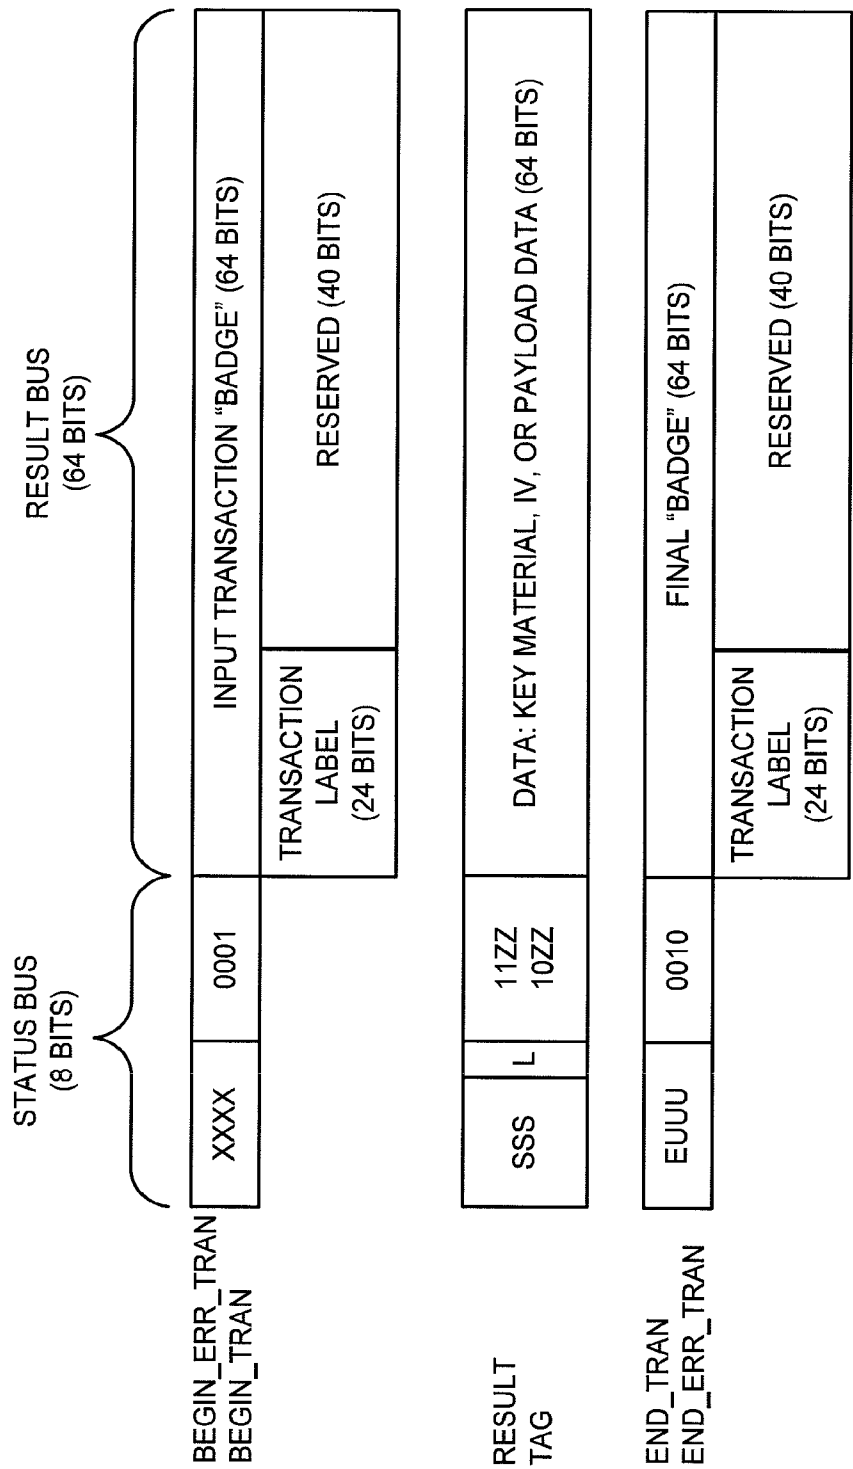 STATUS BUS
(8 BITS)
RESULT BUS
(64 BITS)
BEGIN_ERR_TRAN
BEGIN_TRAN
XXXX
0001
INPUT TRANSACTION “BADGE” (64 BITS)
TRANSACTION
LABEL
(24 BITS)
RESERVED (40 BITS)
RESULT
TAG
SSS
L
11ZZ
10ZZ
DATA: KEY MATERIAL, IV, OR PAYLOAD DATA (64 BITS)
END_TRAN
END_ERR_TRAN
EUUU
0010
FINAL “BADGE” (64 BITS)
TRANSACTION
LABEL
(24 BITS)
RESERVED (40 BITS)